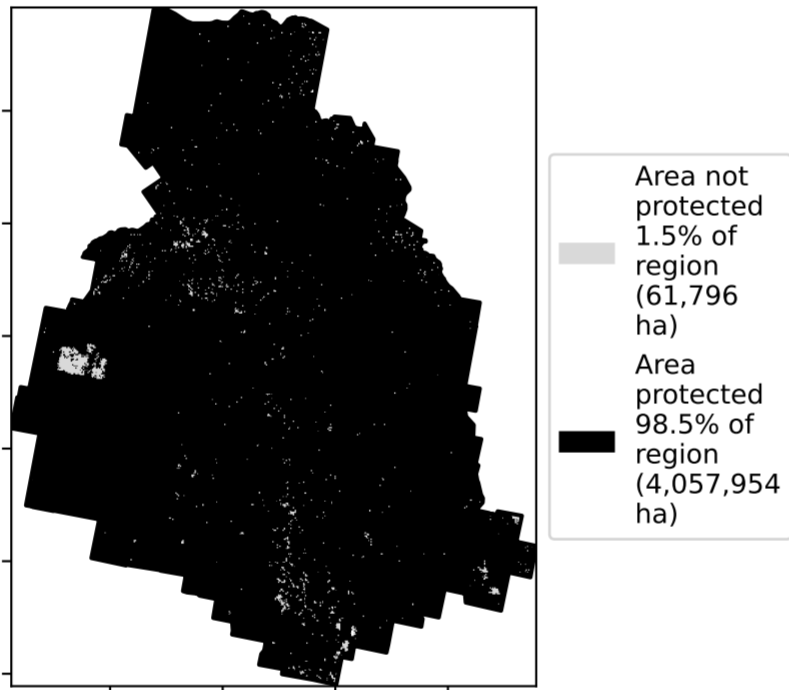 Area not
protected
1.5% of
region
(61,796
ha)
Area
protected
98.5% of
region
(4,057,954
ha)